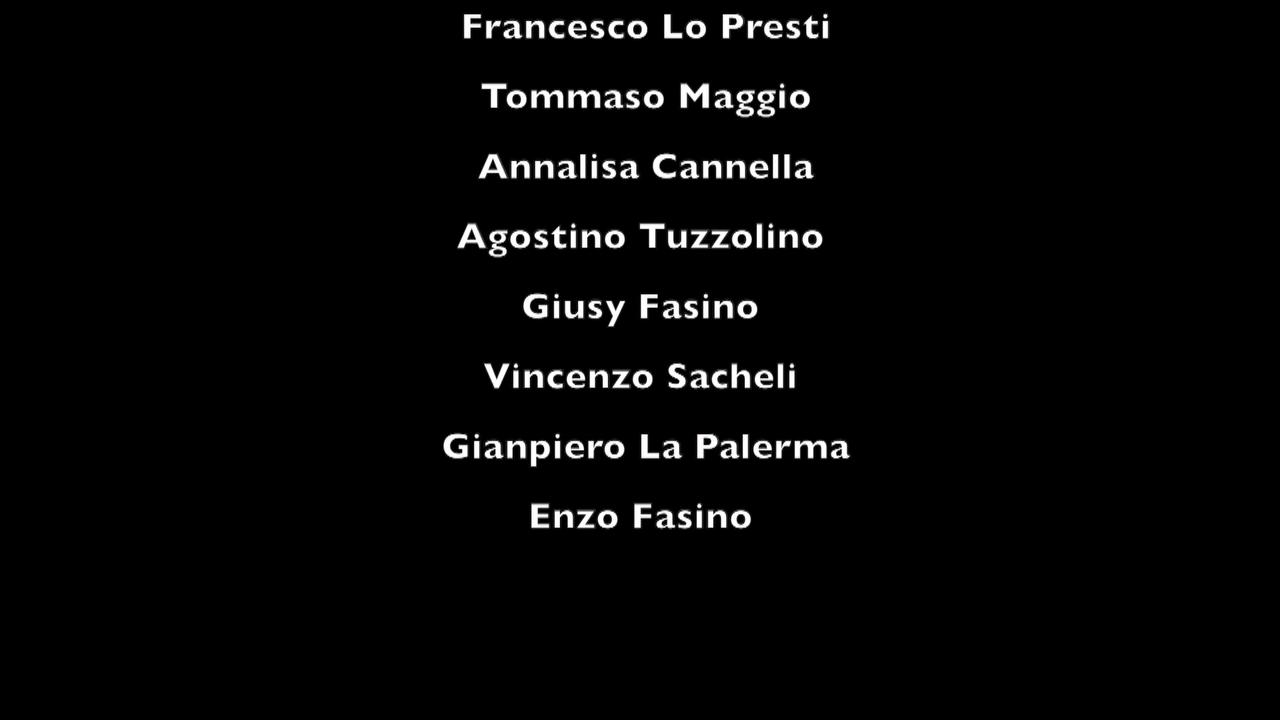 Francesco Lo Presti
Tommaso Maggio
Annalisa Cannella
Agostino Tuzzolino
Giusy Fasino
Vincenzo Sacheli
Gianpiero La Palerma
Enzo Fasino